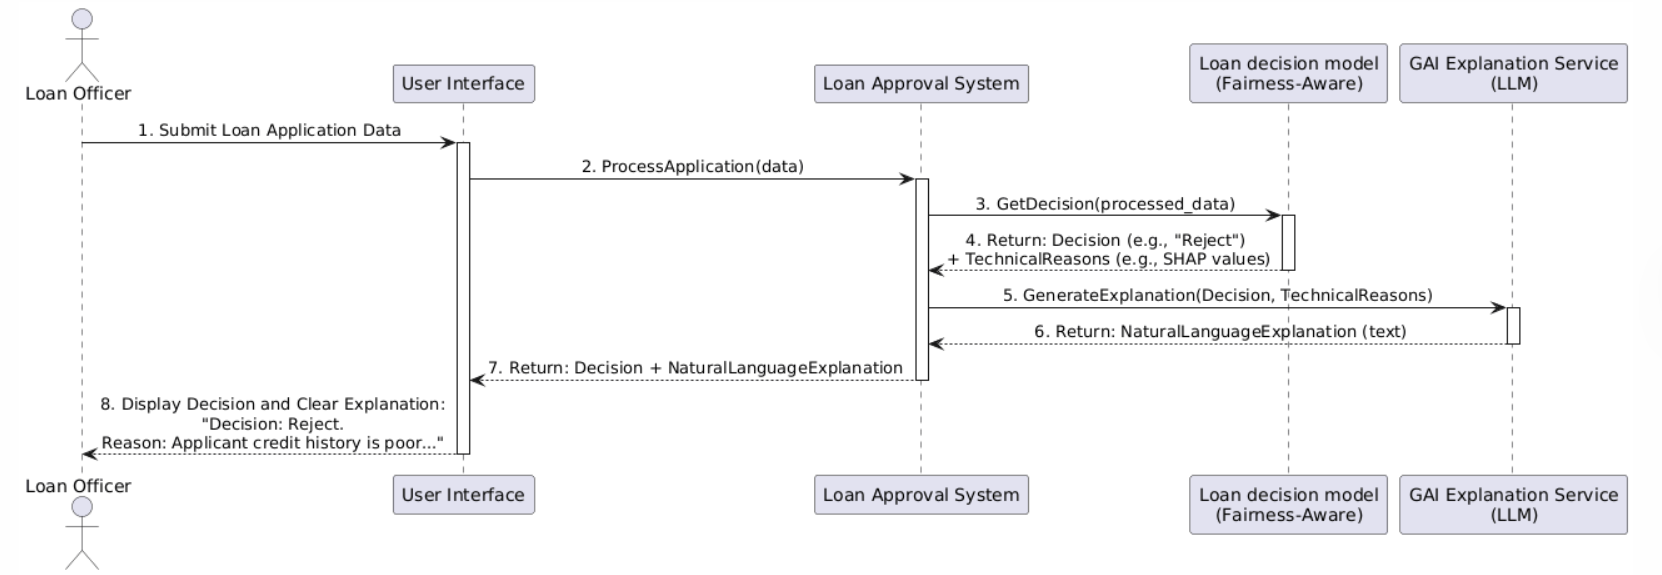 Loan Officer
User Interface
Loan Approval System
Loan decision model
(Fairness-Aware)
GAI Explanation Service
(LLM)
1. Submit Loan Application Data
2. ProcessApplication(data)
3. GetDecision(processed_data)
4. Return: Decision (e.g., "Reject")
+ TechnicalReasons (e.g., SHAP values)
5. GenerateExplanation(Decision, TechnicalReasons)
6. Return: NaturalLanguageExplanation (text)
7. Return: Decision + NaturalLanguageExplanation
8. Display Decision and Clear Explanation:
"Decision: Reject.
Reason: Applicant credit history is poor..."
Loan Officer
User Interface
Loan Approval System
Loan decision model
(Fairness-Aware)
GAI Explanation Service
(LLM)